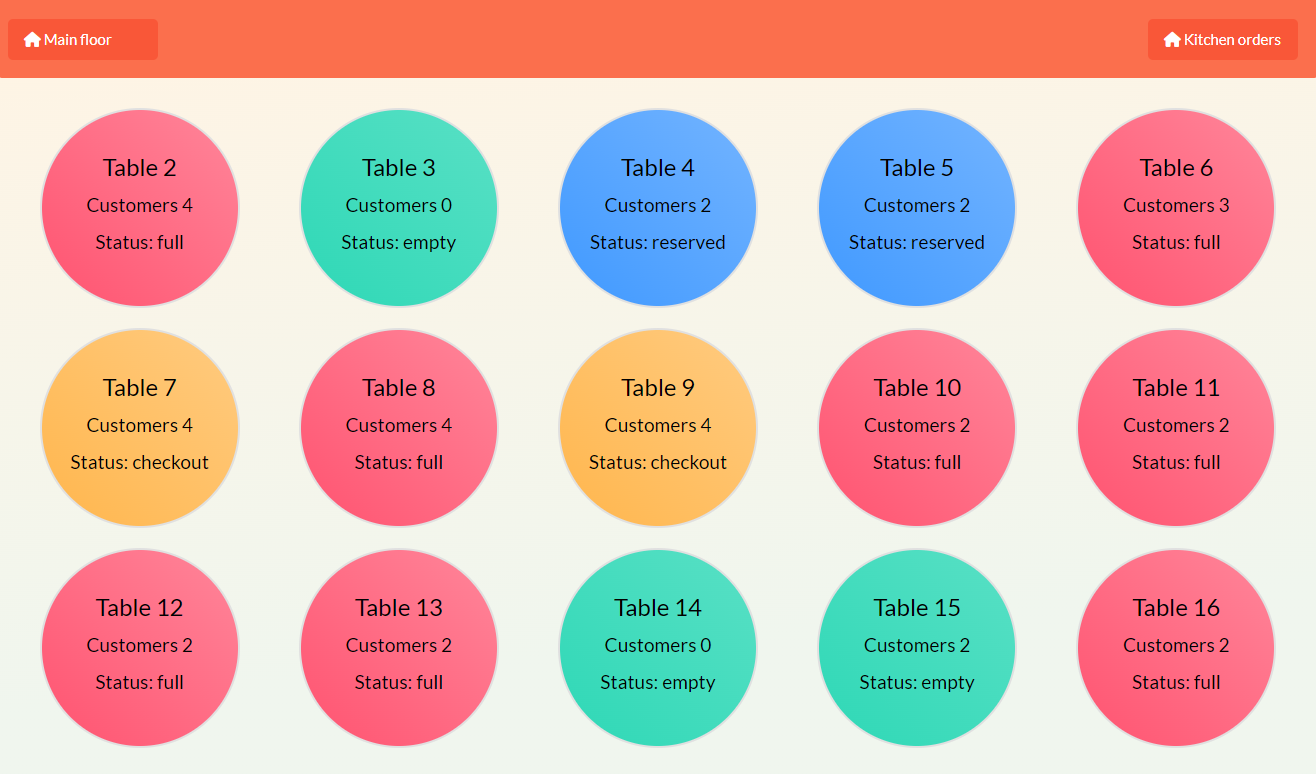 Main floor
Kitchen orders
Table 2
Customers 4
Status: full
Table 3
Customers 0
Status: empty
Table 4
Customers 2
Status: reserved
Table 5
Customers 2
Status: reserved
Table 6
Customers 3
Status: full
Table 7
Customers 4
Status: checkout
Table 8
Customers 4
Status: full
Table 9
Customers 4
Status: checkout
Table 10
Customers 2
Status: full
Table 11
Customers 2
Status: full
Table 12
Customers 2
Status: full
Table 13
Customers 2
Status: full
Table 14
Customers 0
Status: empty
Table 15
Customers 2
Status: empty
Table 16
Customers 2
Status: full